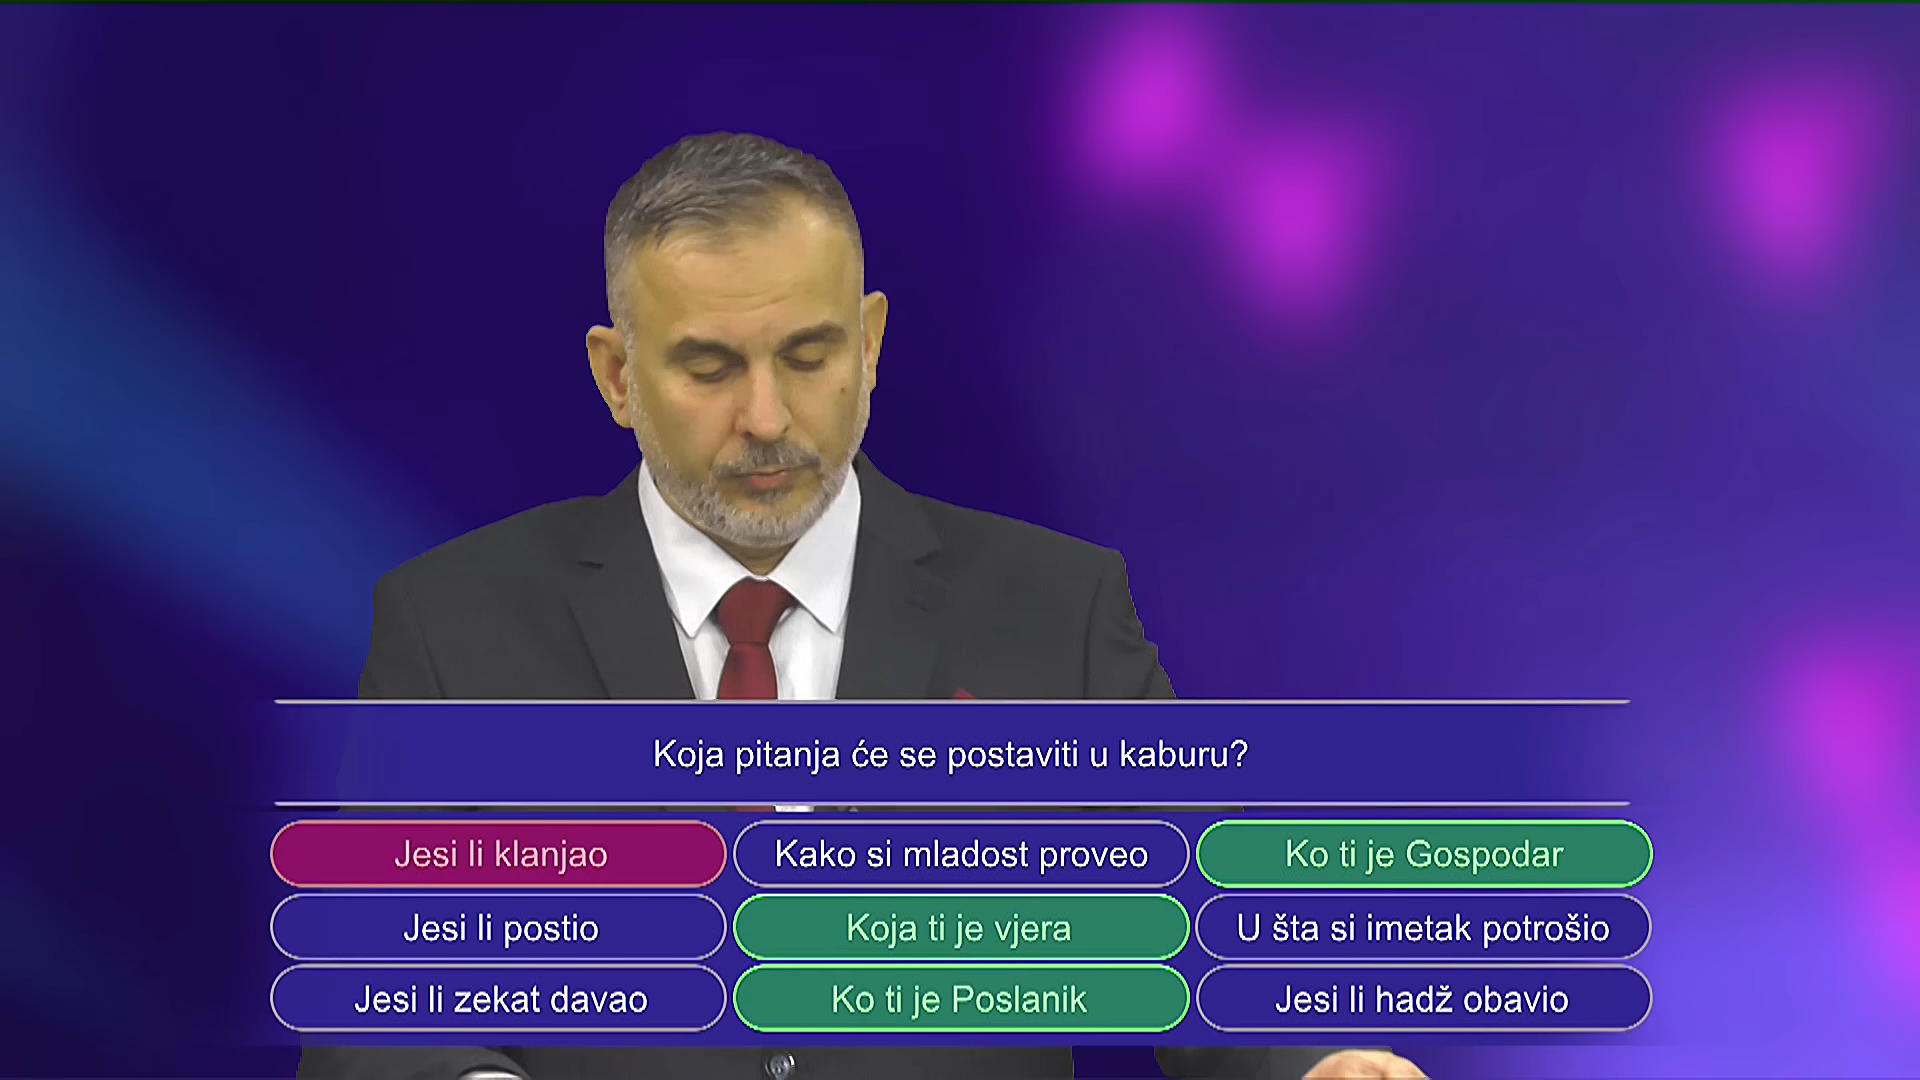 Koja pitanja će se postaviti u kaburu?
Jesi li klanjao
Kako si mladost proveo
Ko ti je Gospodar
Jesi li postio
Koja ti je vjera
U šta si imetak potrošio
Jesi li zekat davao
Ko ti je Poslanik
Jesi li hadž obavio